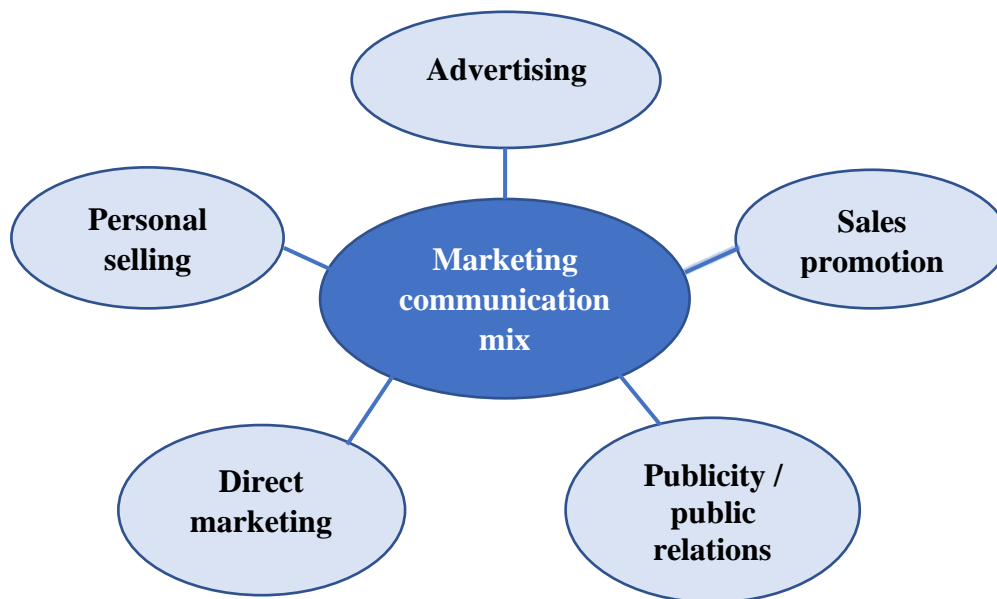 Advertising
Personal
selling
Sales
promotion
Marketing
communication
mix
Direct
marketing
Publicity /
public
relations